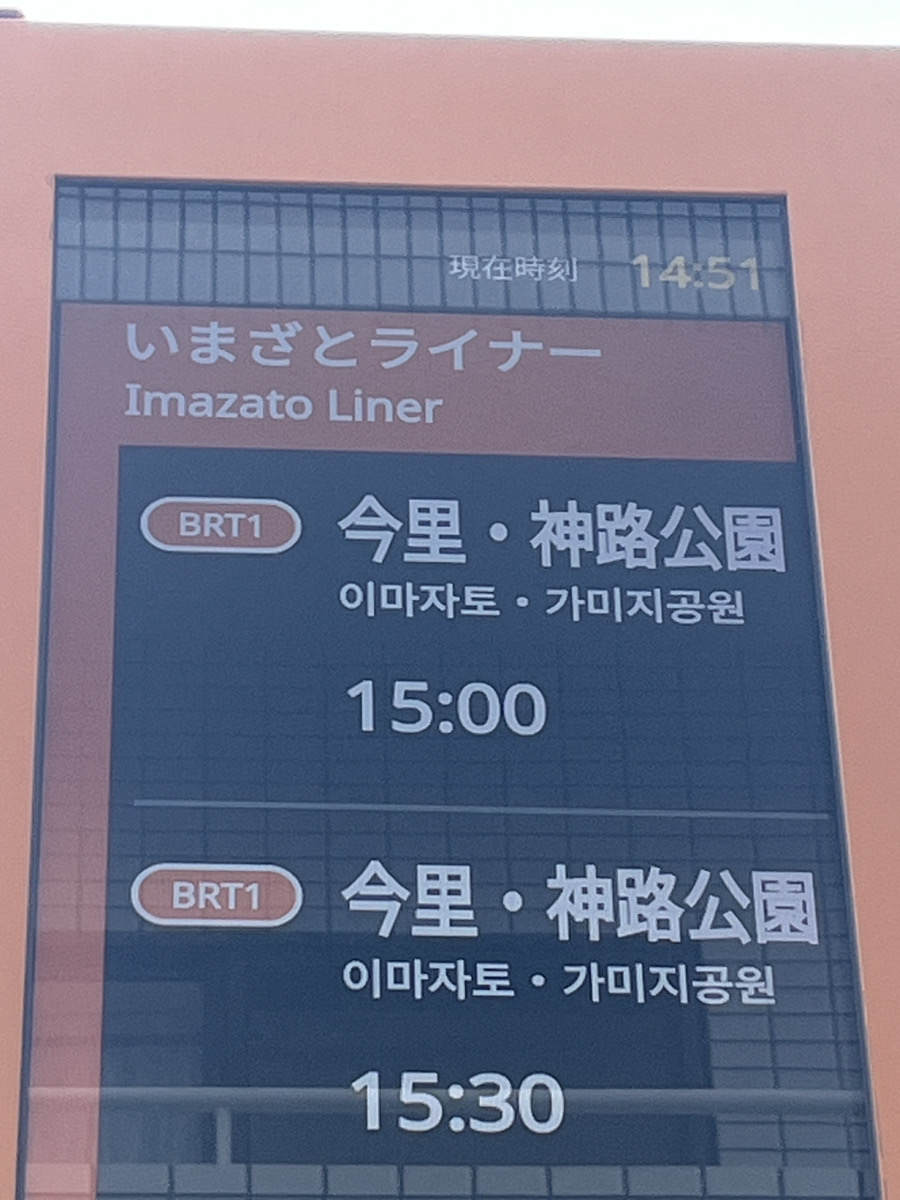 現在時刻 14:51
いまざとライナー
Imazato Liner
BRT1 今里・神路公園
이마자토・가미지공원
15:00
BRT1 今里・神路公園
이마자토・가미지공원
15:30